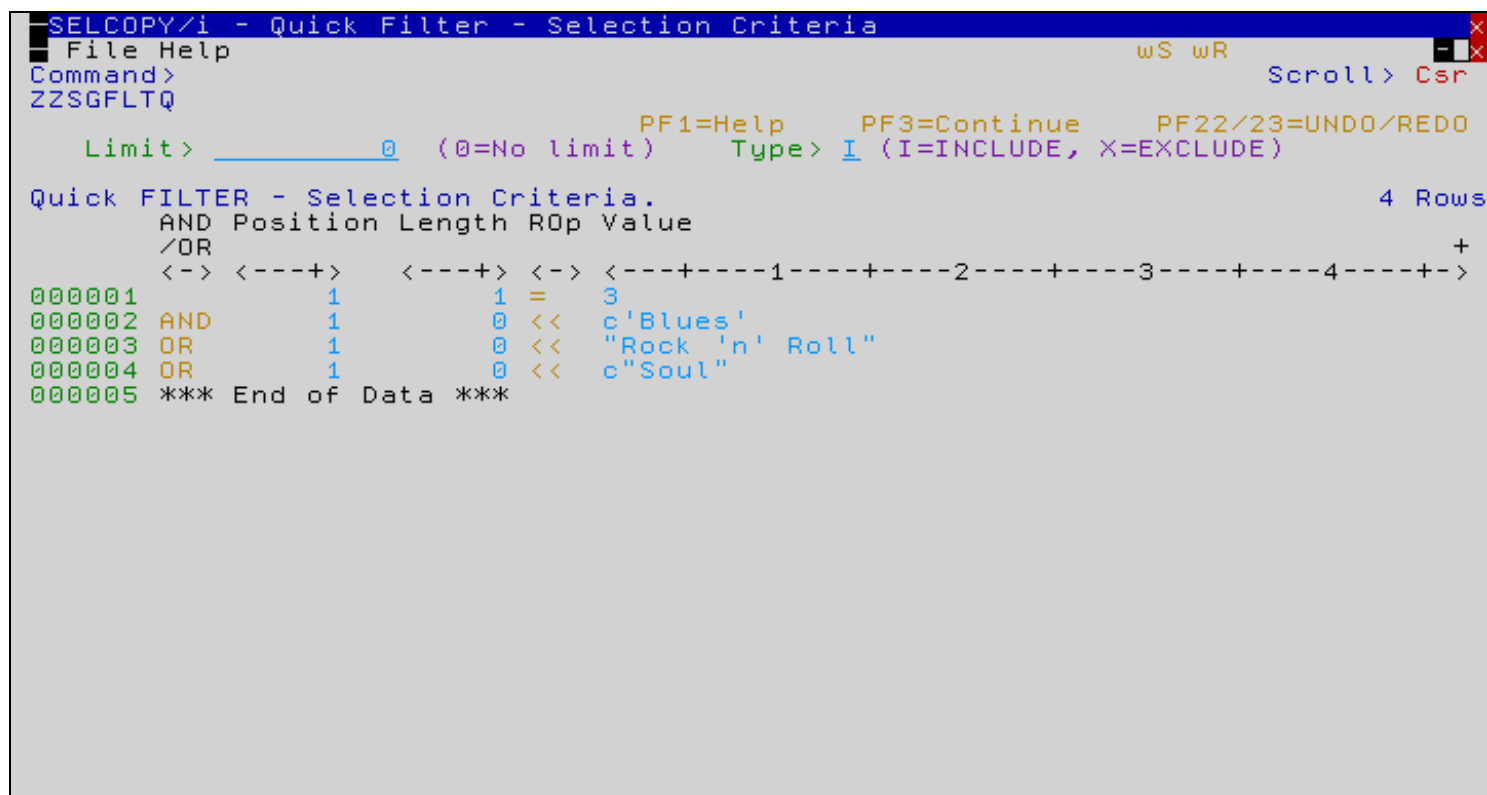 SELCOPY/i - Quick Filter - Selection Criteria x
File Help wS wR - x
Command> Scroll> Csr
ZZSGFLTQ
PF1=Help PF3=Continue PF22/23=UNDO/REDO
Limit> 0 (0=No limit) Type> I (I=INCLUDE, X=EXCLUDE)
Quick FILTER - Selection Criteria. 4 Rows
AND Position Length ROp Value
/OR +
<-> <---+> <---+> <-> <---+----1----+----2----+----3----+----4----+->
000001 1 1 = 3
000002 AND 1 0 << c'Blues'
000003 OR 1 0 << "Rock 'n' Roll"
000004 OR 1 0 << c"Soul"
000005 *** End of Data ***